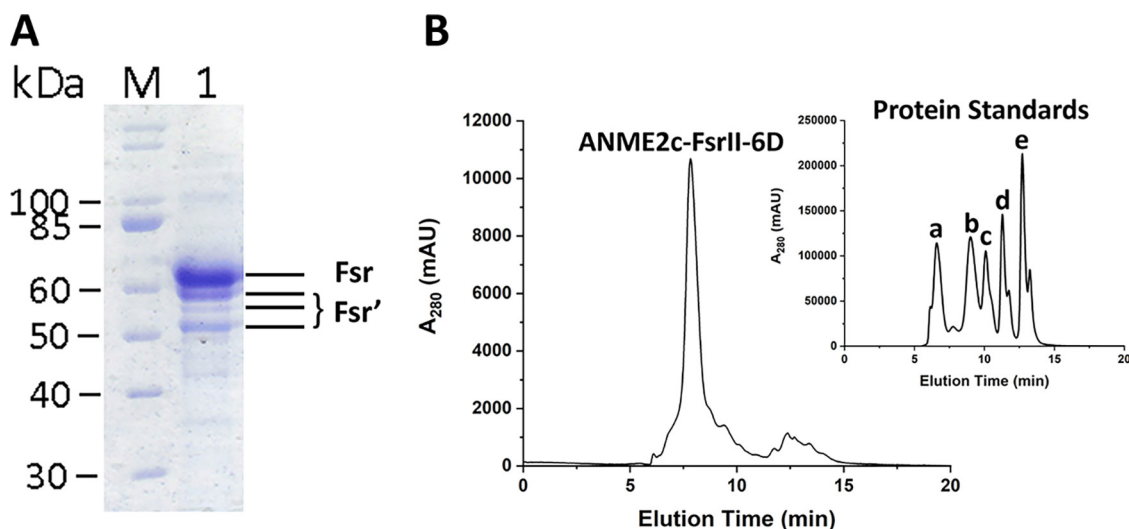 A
kDa M 1
100
85
60
50
40
30
Fsr
} Fsr’
B
ANME2c-FsrII-6D
A280 (mAU)
12000
10000
8000
6000
4000
2000
0
0 5 10 15 20
Elution Time (min)
Protein Standards
A280 (mAU)
250000
200000
150000
100000
50000
0
a b c d e
0 5 10 15 20
Elution Time (min)